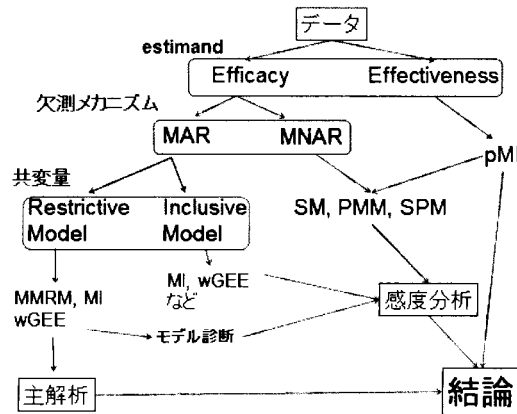 データ
estimand
Efficacy Effectiveness
欠測メカニズム
MAR MNAR
pMI
共変量
Restrictive Model
Inclusive Model
SM, PMM, SPM
MMRM, MI
wGEE
MI, wGEE
など
モデル診断
感度分析
主解析
結論